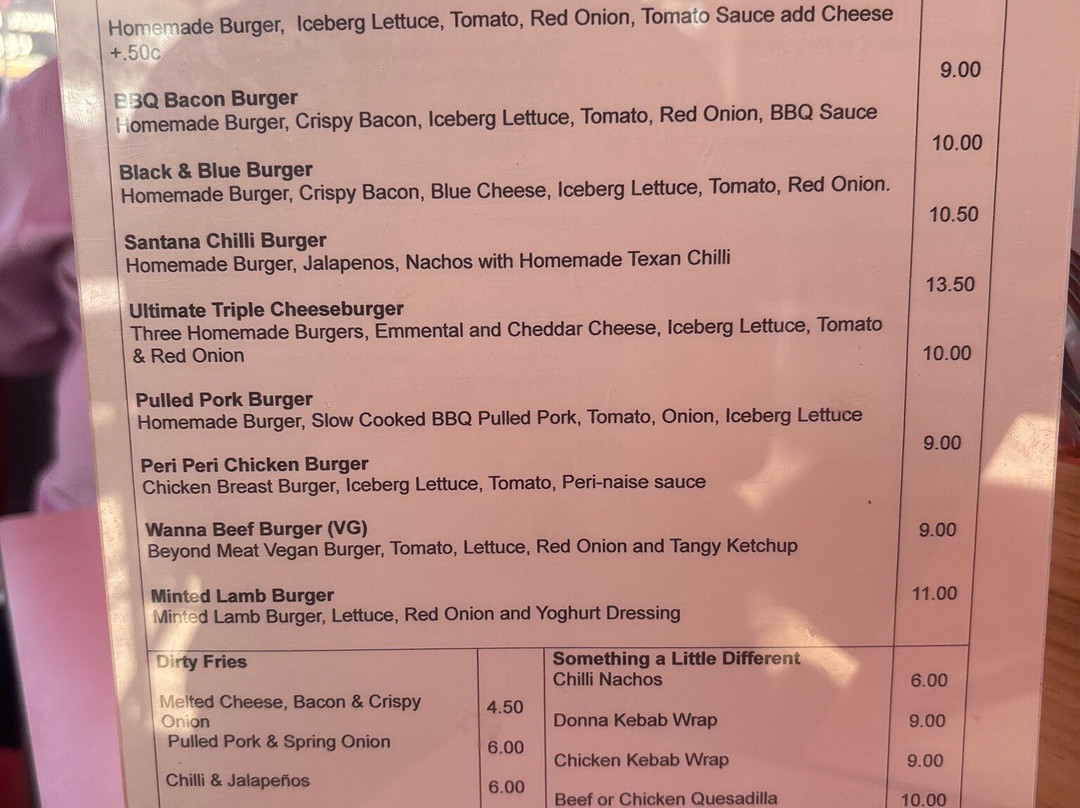 Homemade Burger, Iceberg Lettuce, Tomato, Red Onion, Tomato Sauce add Cheese
+.50c
9.00
BBQ Bacon Burger
Homemade Burger, Crispy Bacon, Iceberg Lettuce, Tomato, Red Onion, BBQ Sauce
10.00
Black & Blue Burger
Homemade Burger, Crispy Bacon, Blue Cheese, Iceberg Lettuce, Tomato, Red Onion.
10.50
Santana Chilli Burger
Homemade Burger, Jalapenos, Nachos with Homemade Texan Chilli
13.50
Ultimate Triple Cheeseburger
Three Homemade Burgers, Emmental and Cheddar Cheese, Iceberg Lettuce, Tomato
& Red Onion
10.00
Pulled Pork Burger
Homemade Burger, Slow Cooked BBQ Pulled Pork, Tomato, Onion, Iceberg Lettuce
9.00
Peri Peri Chicken Burger
Chicken Breast Burger, Iceberg Lettuce, Tomato, Peri-naise sauce
Wanna Beef Burger (VG)
9.00
Beyond Meat Vegan Burger, Tomato, Lettuce, Red Onion and Tangy Ketchup
Minted Lamb Burger
11.00
Minted Lamb Burger, Lettuce, Red Onion and Yoghurt Dressing
Dirty Fries
Melted Cheese, Bacon & Crispy
Onion
4.50
Pulled Pork & Spring Onion
6.00
Chilli & Jalapeños
6.00
Something a Little Different
Chilli Nachos
6.00
Donna Kebab Wrap
9.00
Chicken Kebab Wrap
9.00
Beef or Chicken Quesadilla
10.00